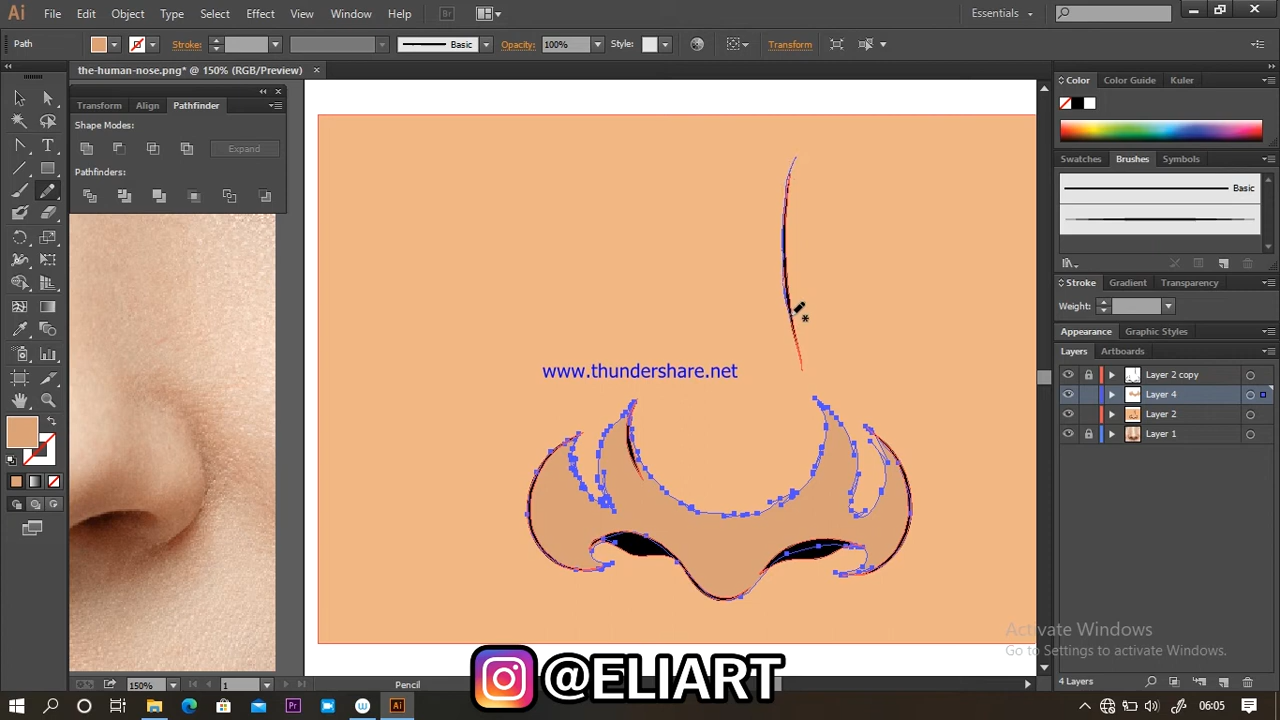 Ai File Edit Object Type Select Effect View Window Help Br Essentials
Path Stroke: Basic Opacity: 100% Style: Transform
the-human-nose.png* @ 150% (RGB/Preview)
Transform Align Pathfinder
Shape Modes:
Expand
Pathfinders:
Color Color Guide Kuler
Swatches Brushes Symbols
Basic
Stroke Gradient Transparency
Weight:
Appearance Graphic Styles
Layers Artboards
Layer 2 copy
Layer 4
Layer 2
Layer 1
www.thundershare.net
Activate Windows
Go to Settings to activate Windows.
@ELIART
150% 1 Pencil 4 Layers
Pr Ai 06:05